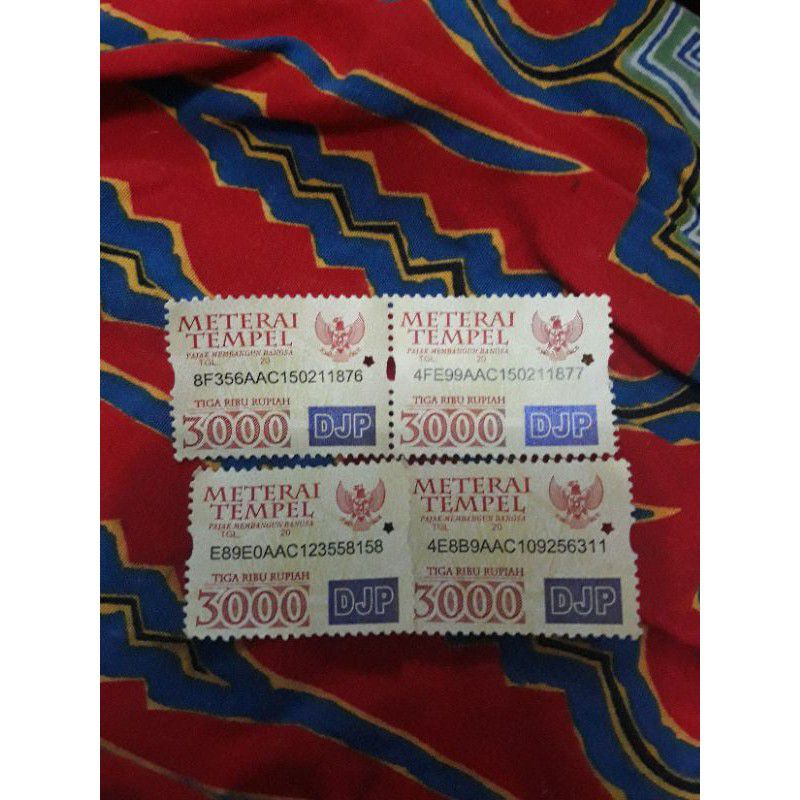 METERAI
TEMPEL
PAJAK MEMBANGUN BANGSA
TGL. 20
8F356AAC150211876
TIGA RIBU RUPIAH
3000 DJP
METERAI
TEMPEL
PAJAK MEMBANGUN BANGSA
TGL. 20
4FE99AAC150211877
TIGA RIBU RUPIAH
3000 DJP
METERAI
TEMPEL
PAJAK MEMBANGUN BANGSA
TGL. 20
E89E0AAC123558158
TIGA RIBU RUPIAH
3000 DJP
METERAI
TEMPEL
PAJAK MEMBANGUN BANGSA
TGL. 20
4E8B9AAC109256311
TIGA RIBU RUPIAH
3000 DJP